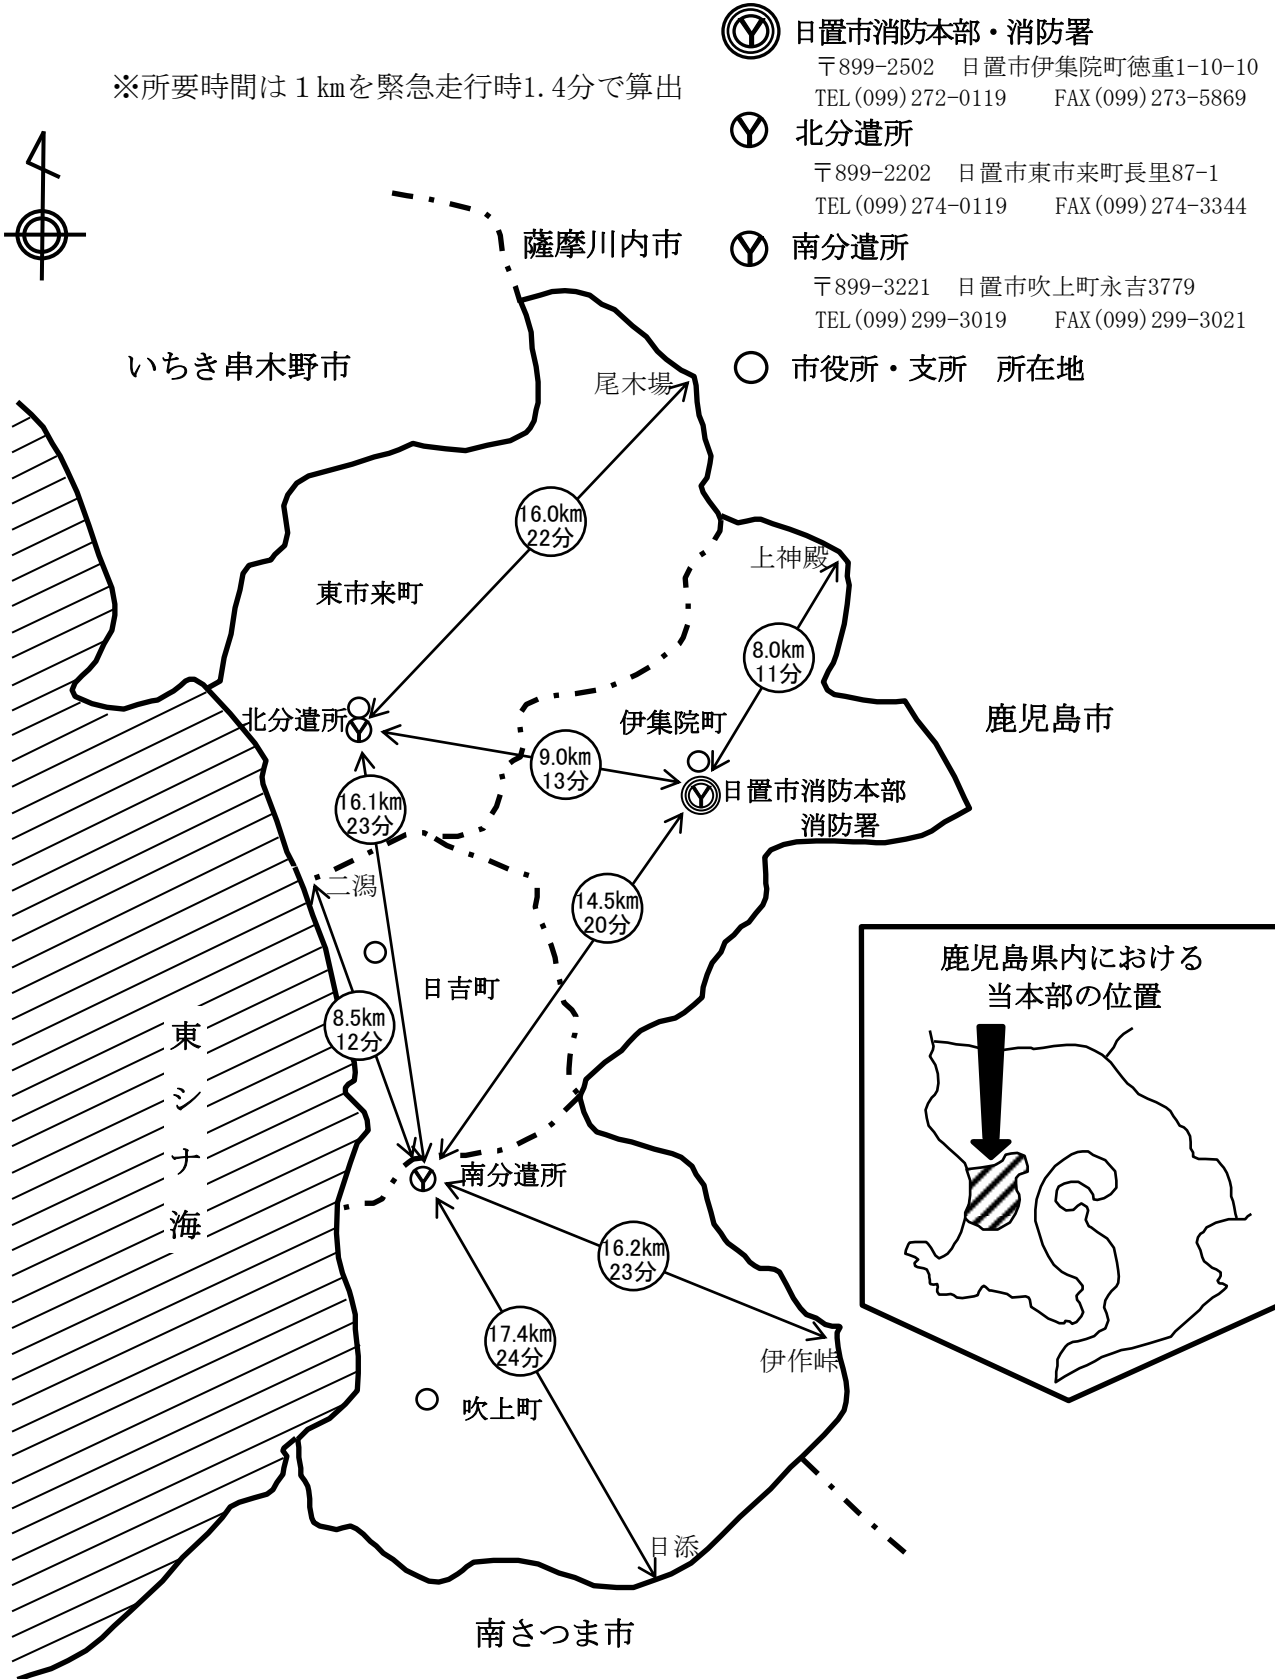 日置市消防本部・消防署
〒899-2502　日置市伊集院町徳重1-10-10
TEL(099)272-0119　FAX(099)273-5869
※所要時間は１㎞を緊急走行時1.4分で算出
北分遣所
〒899-2202　日置市東市来町長里87-1
TEL(099)274-0119　FAX(099)274-3344
南分遣所
〒899-3221　日置市吹上町永吉3779
TEL(099)299-3019　FAX(099)299-3021
市役所・支所　所在地
薩摩川内市
いちき串木野市
尾木場
16.0km
22分
上神殿
東市来町
8.0km
11分
北分遣所
伊集院町
鹿児島市
9.0km
13分
日置市消防本部
消防署
16.1km
23分
二潟
14.5km
20分
日吉町
8.5km
12分
東シナ海
南分遣所
16.2km
23分
17.4km
24分
伊作峠
吹上町
日添
南さつま市
鹿児島県内における
当本部の位置